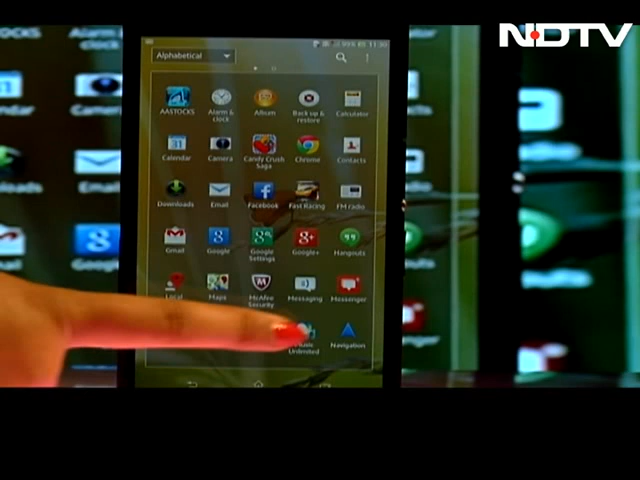 NDTV
11:30
Alphabetical
AASTOCKS
Alarm &
clock
Album
Back up &
restore
Calculator
Calendar
Camera
Candy Crush
Saga
Chrome
Contacts
Downloads
Email
Facebook
Fast Racing
FM radio
Gmail
Google
Google
Settings
Google+
Hangouts
Local
Maps
McAfee
Security
Messaging
Messenger
Unlimited
Navigation